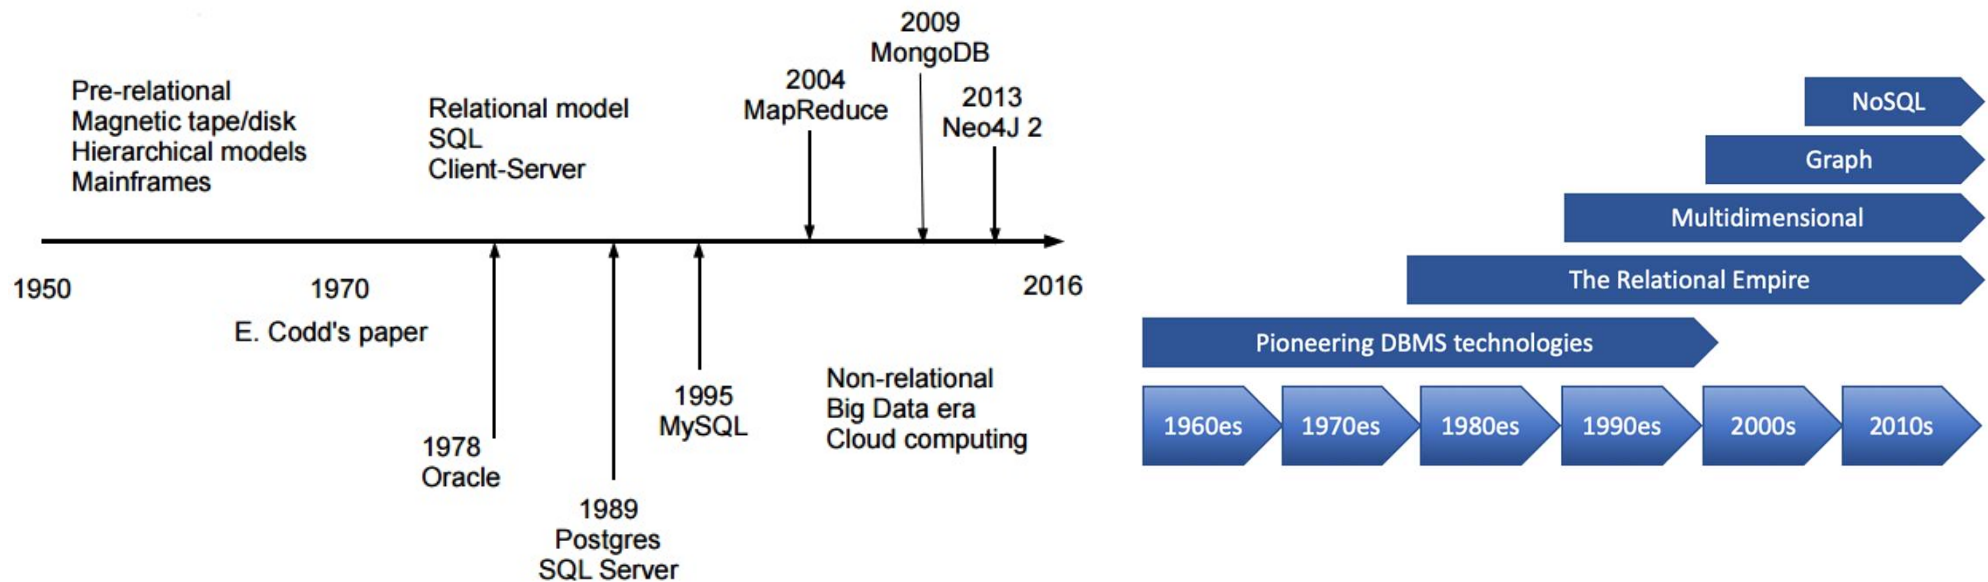 Pre-relational
Magnetic tape/disk
Hierarchical models
Mainframes
Relational model
SQL
Client-Server
2004
MapReduce
2009
MongoDB
2013
Neo4J 2
1950
1970
2016
E. Codd's paper
1978
Oracle
1989
Postgres
SQL Server
1995
MySQL
Non-relational
Big Data era
Cloud computing
NoSQL
Graph
Multidimensional
The Relational Empire
Pioneering DBMS technologies
1960es
1970es
1980es
1990es
2000s
2010s